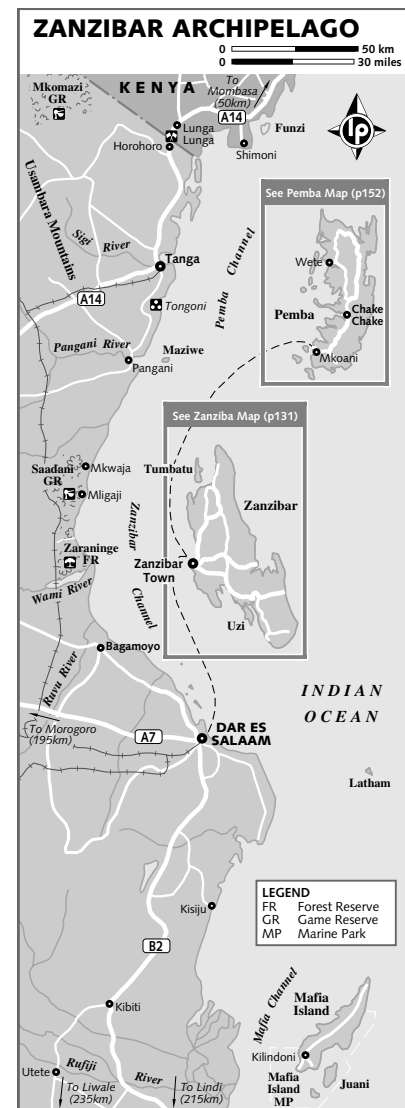 ZANZIBAR ARCHIPELAGO
0 50 km
0 30 miles
Mkomazi
GR
KENYA
To
Mombasa
(50km)
A14
lp
Lunga
Lunga
Funzi
Horohoro
Shimoni
Usambara Mountains
Sigi River
Pemba Channel
See Pemba Map (p152)
Wete
Pemba
Chake
Chake
Mkoani
Tanga
A14
Tongoni
Pangani River
Maziwe
Pangani
See Zanziba Map (p131)
Saadani
GR
Mkwaja
Mligaji
Tumbatu
Zanzibar
Zanzibar Channel
Zaraninge
FR
Zanzibar
Town
Wami River
Uzi
Bagamoyo
Ruvu River
INDIAN
OCEAN
To Morogoro
(195km)
A7
DAR ES
SALAAM
Latham
Kisiju
LEGEND
FR Forest Reserve
GR Game Reserve
MP Marine Park
B2
Mafia Channel
Mafia
Island
Kibiti
Kilindoni
Utete
Rufiji River
Mafia
Island
MP
Juani
To Liwale
(235km)
To Lindi
(215km)